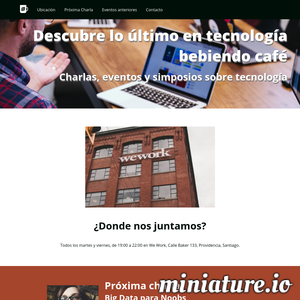 Ubicación Próxima Charla Eventos anteriores Contacto
Descubre lo último en tecnología
bebiendo café
Charlas, eventos y simposios sobre tecnología
wework
¿Donde nos juntamos?
Todos los martes y viernes, de 19:00 a 22:00 en We Work, Calle Baker 133, Providencia, Santiago.
Próxima ch
Big Data para Noobs
miniature.io